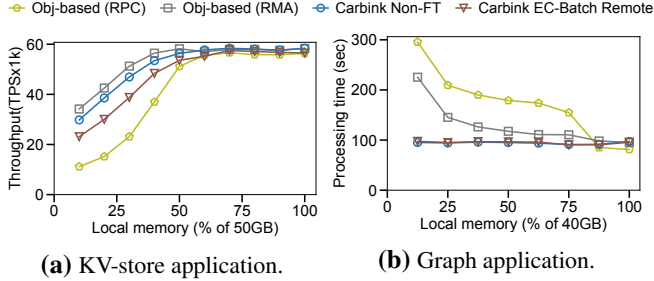 Obj-based (RPC) Obj-based (RMA) Carbink Non-FT Carbink EC-Batch Remote
Throughput(TPSx1k)
60
40
20
0
0 25 50 75 100
Local memory (% of 50GB)
(a) KV-store application.
Processing time (sec)
300
200
100
0
0 25 50 75 100
Local memory (% of 40GB)
(b) Graph application.